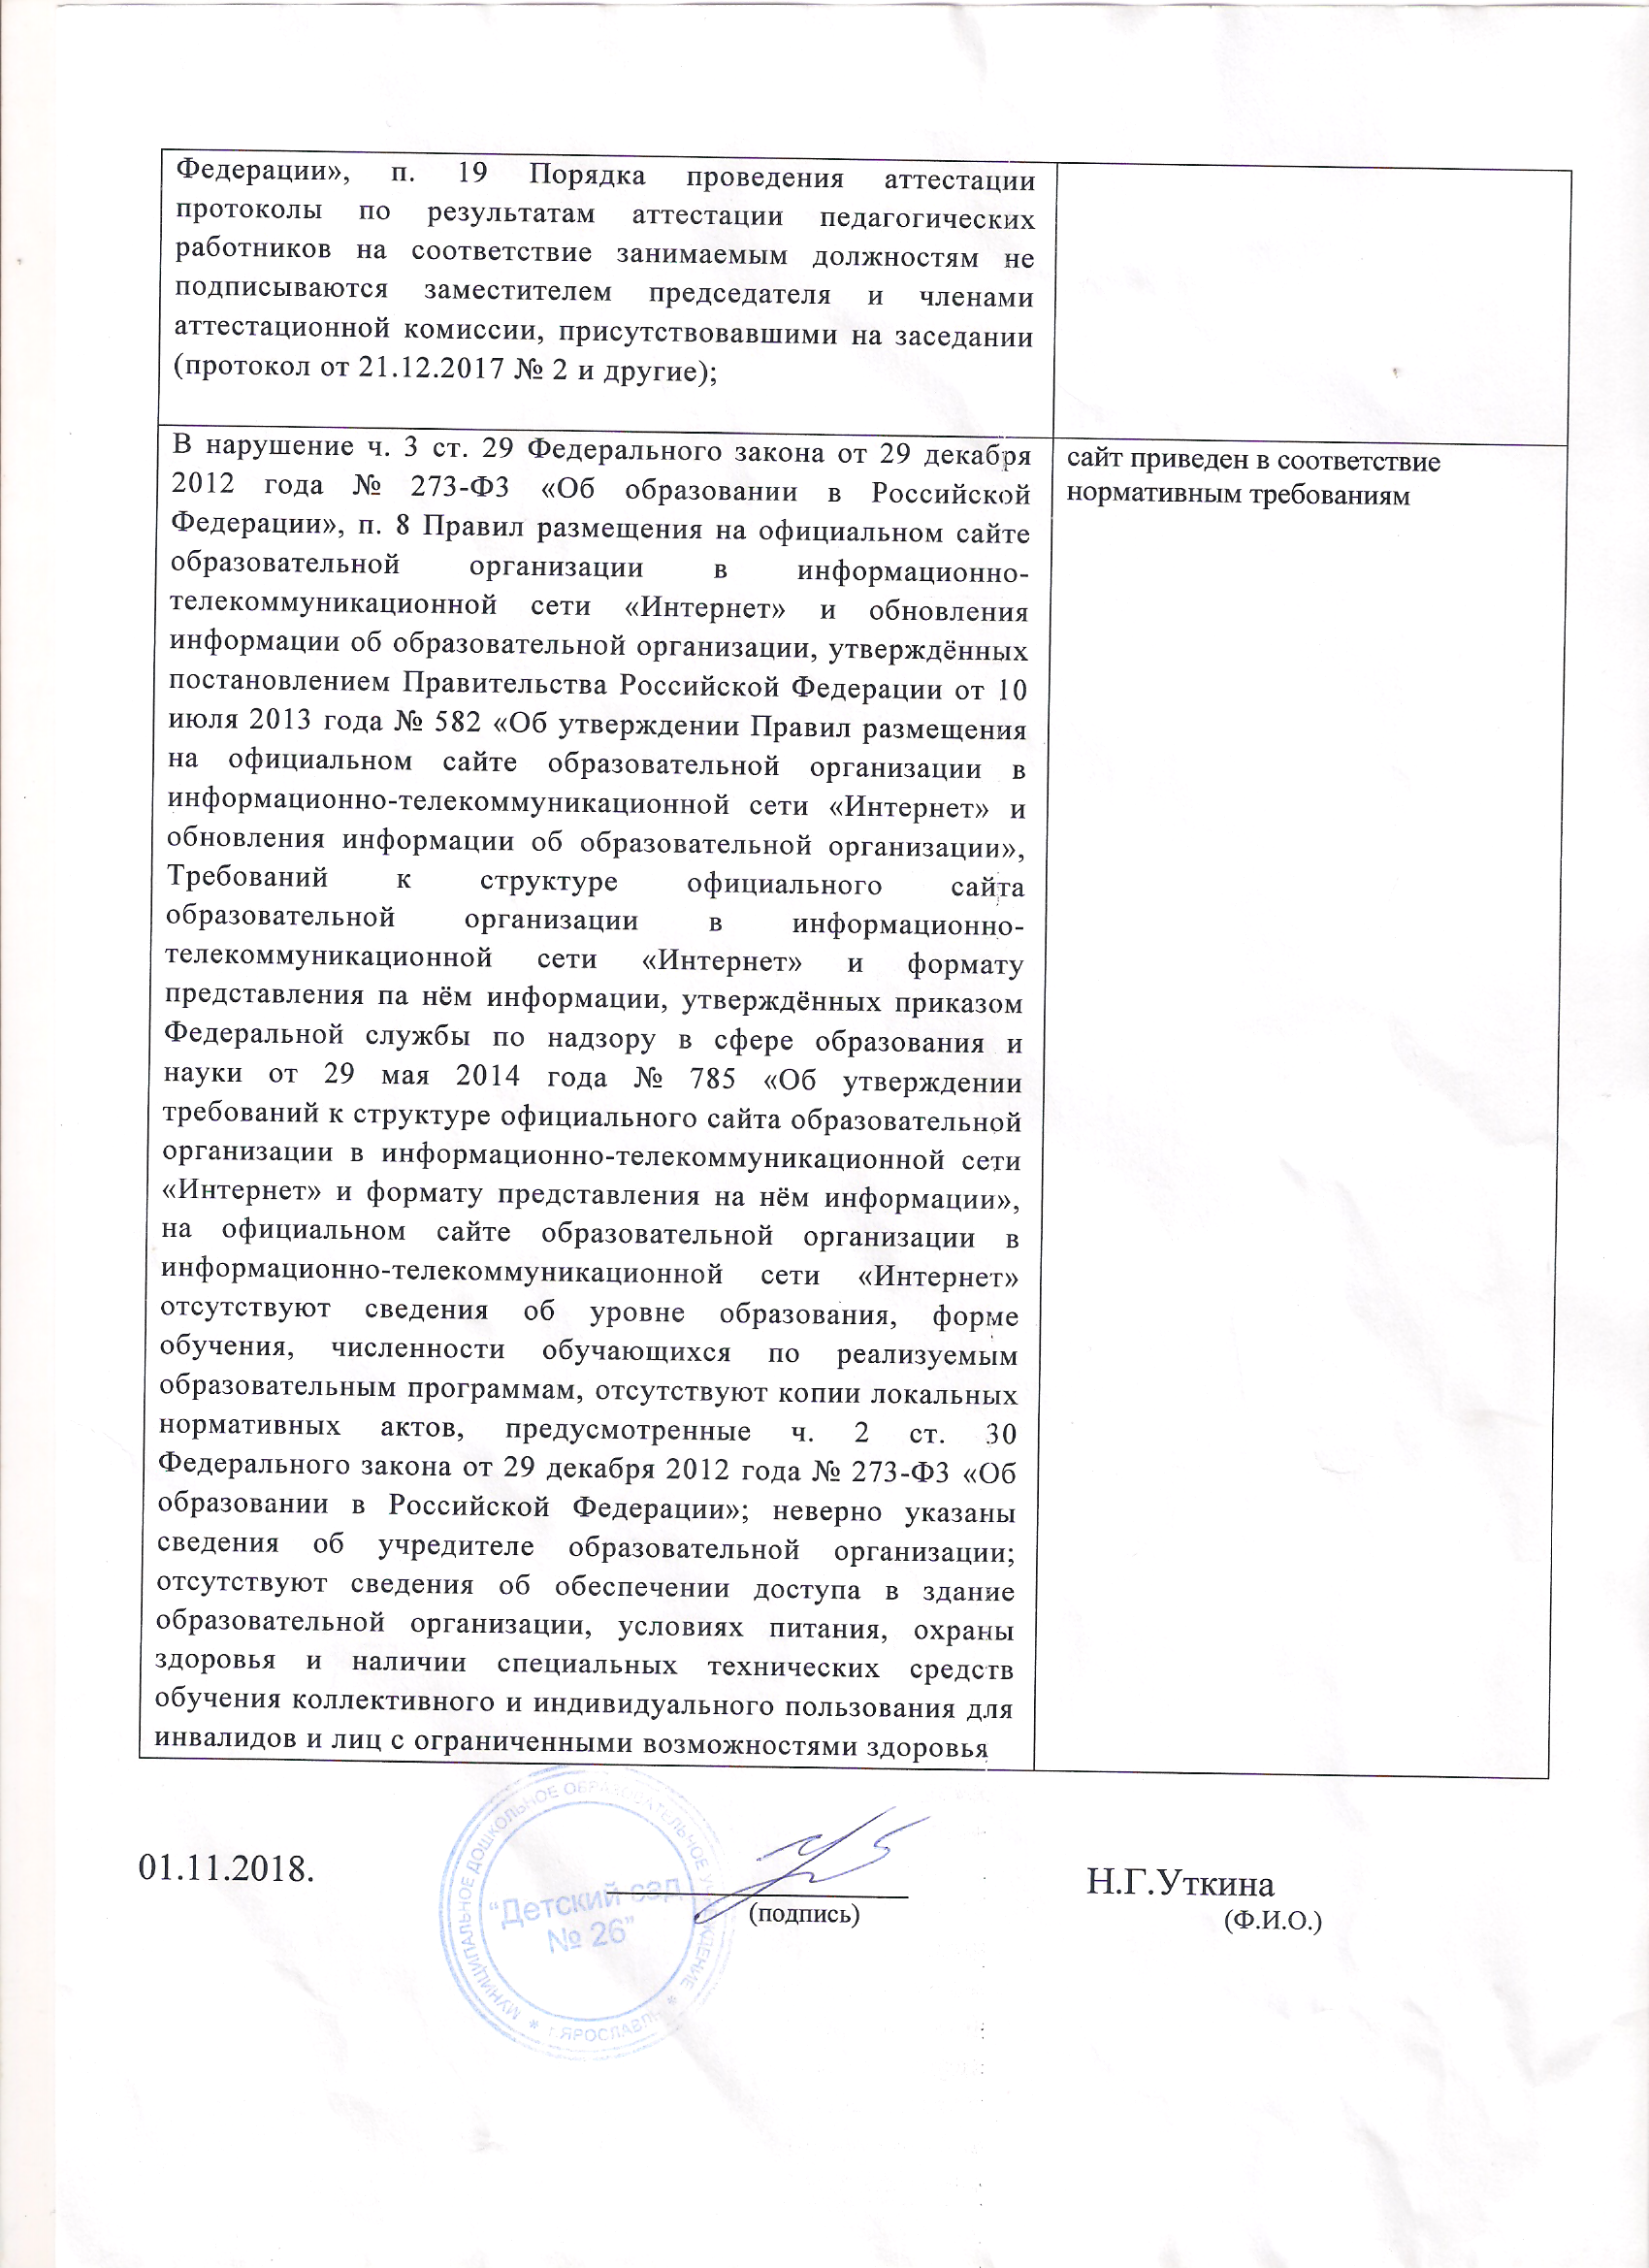 Федерации», п. 19 Порядка проведения аттестации
протоколы по результатам аттестации педагогических
работников на соответствие занимаемым должностям не
подписываются заместителем председателя и членами
аттестационной комиссии, присутствовавшими на заседании
(протокол от 21.12.2017 № 2 и другие);
В нарушение ч. 3 ст. 29 Федерального закона от 29 декабря
2012 года № 273-ФЗ «Об образовании в Российской
Федерации», п. 8 Правил размещения на официальном сайте
образовательной организации в информационно-
телекоммуникационной сети «Интернет» и обновления
информации об образовательной организации, утверждённых
постановлением Правительства Российской Федерации от 10
июля 2013 года № 582 «Об утверждении Правил размещения
на официальном сайте образовательной организации в
информационно-телекоммуникационной сети «Интернет» и
обновления информации об образовательной организации»,
Требований к структуре официального сайта
образовательной организации в информационно-
телекоммуникационной сети «Интернет» и формату
представления па нём информации, утверждённых приказом
Федеральной службы по надзору в сфере образования и
науки от 29 мая 2014 года № 785 «Об утверждении
требований к структуре официального сайта образовательной
организации в информационно-телекоммуникационной сети
«Интернет» и формату представления на нём информации»,
на официальном сайте образовательной организации в
информационно-телекоммуникационной сети «Интернет»
отсутствуют сведения об уровне образования, форме
обучения, численности обучающихся по реализуемым
образовательным программам, отсутствуют копии локальных
нормативных актов, предусмотренные ч. 2 ст. 30
Федерального закона от 29 декабря 2012 года № 273-ФЗ «Об
образовании в Российской Федерации»; неверно указаны
сведения об учредителе образовательной организации;
отсутствуют сведения об обеспечении доступа в здание
образовательной организации, условиях питания, охраны
здоровья и наличии специальных технических средств
обучения коллективного и индивидуального пользования для
инвалидов и лиц с ограниченными возможностями здоровья
сайт приведен в соответствие
нормативным требованиям
01.11.2018.
МУНИЦИПАЛЬНОЕ ДОШКОЛЬНОЕ ОБРАЗОВАТЕЛЬНОЕ УЧРЕЖДЕНИЕ * г.ЯРОСЛАВЛЬ *
"Детский сад
№ 26"
(подпись)
Н.Г.Уткина
(Ф.И.О.)